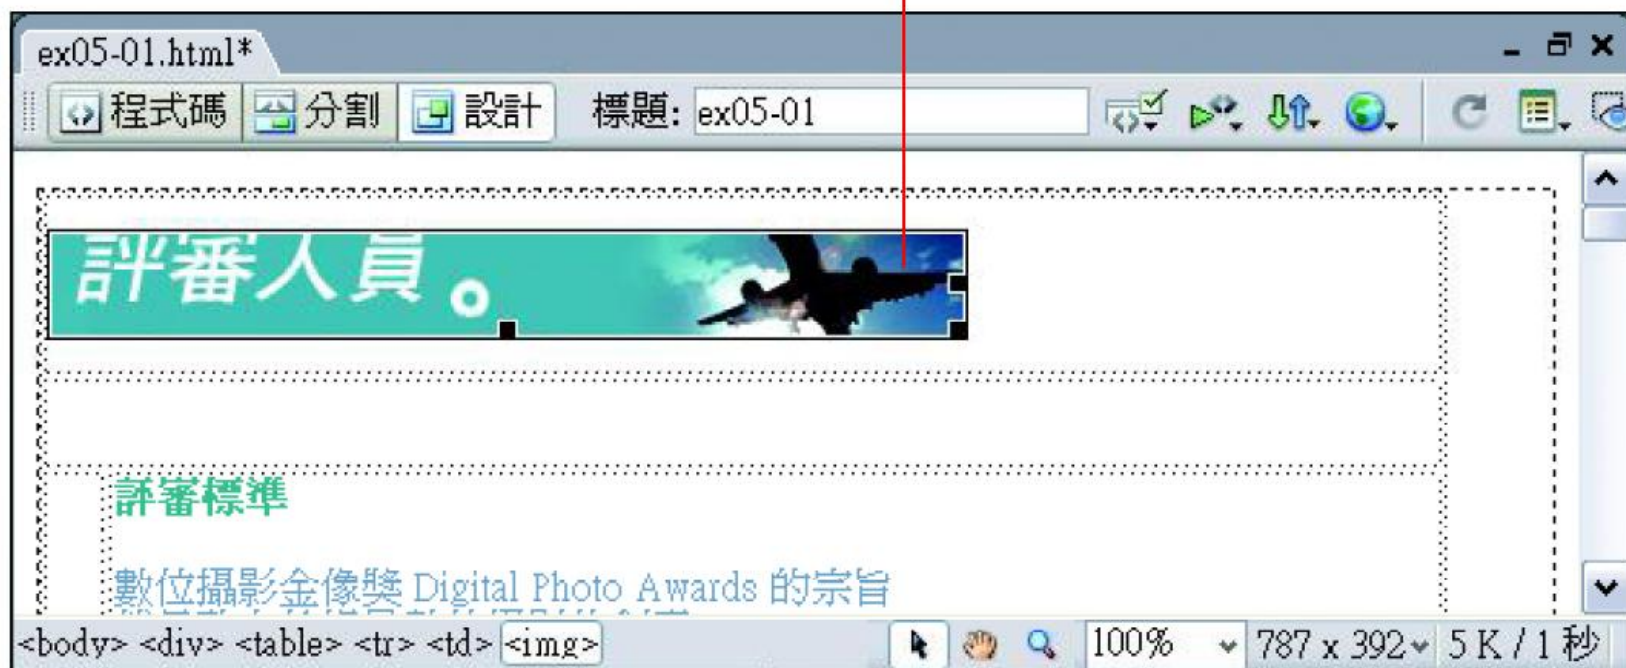 ex05-01.html*
程式碼 分割 設計 標題: ex05-01
評審人員。
評審標準
數位攝影金像獎 Digital Photo Awards 的宗旨
<body> <div> <table> <tr> <td> <img> 100% 787 x 392 5 K / 1 秒